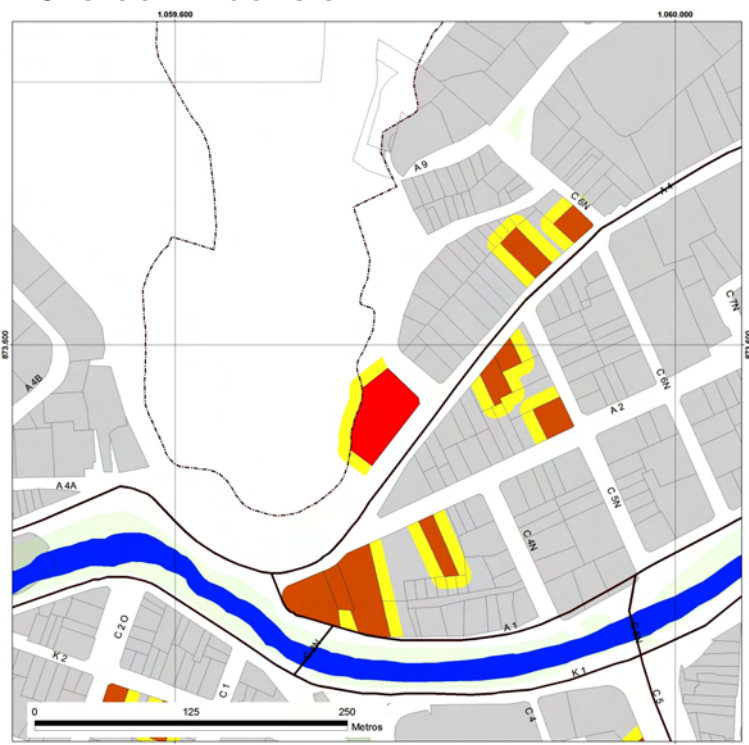 1.059.600
1.060.000
A 9
A 4
C 6N
C 7N
873.600
A 4B
C 6N
A 2
A 4A
C 5N
C 4N
A 1
C 2 O
K 2
C 1
K 1
C 5
C 4
0
125
250
Metros